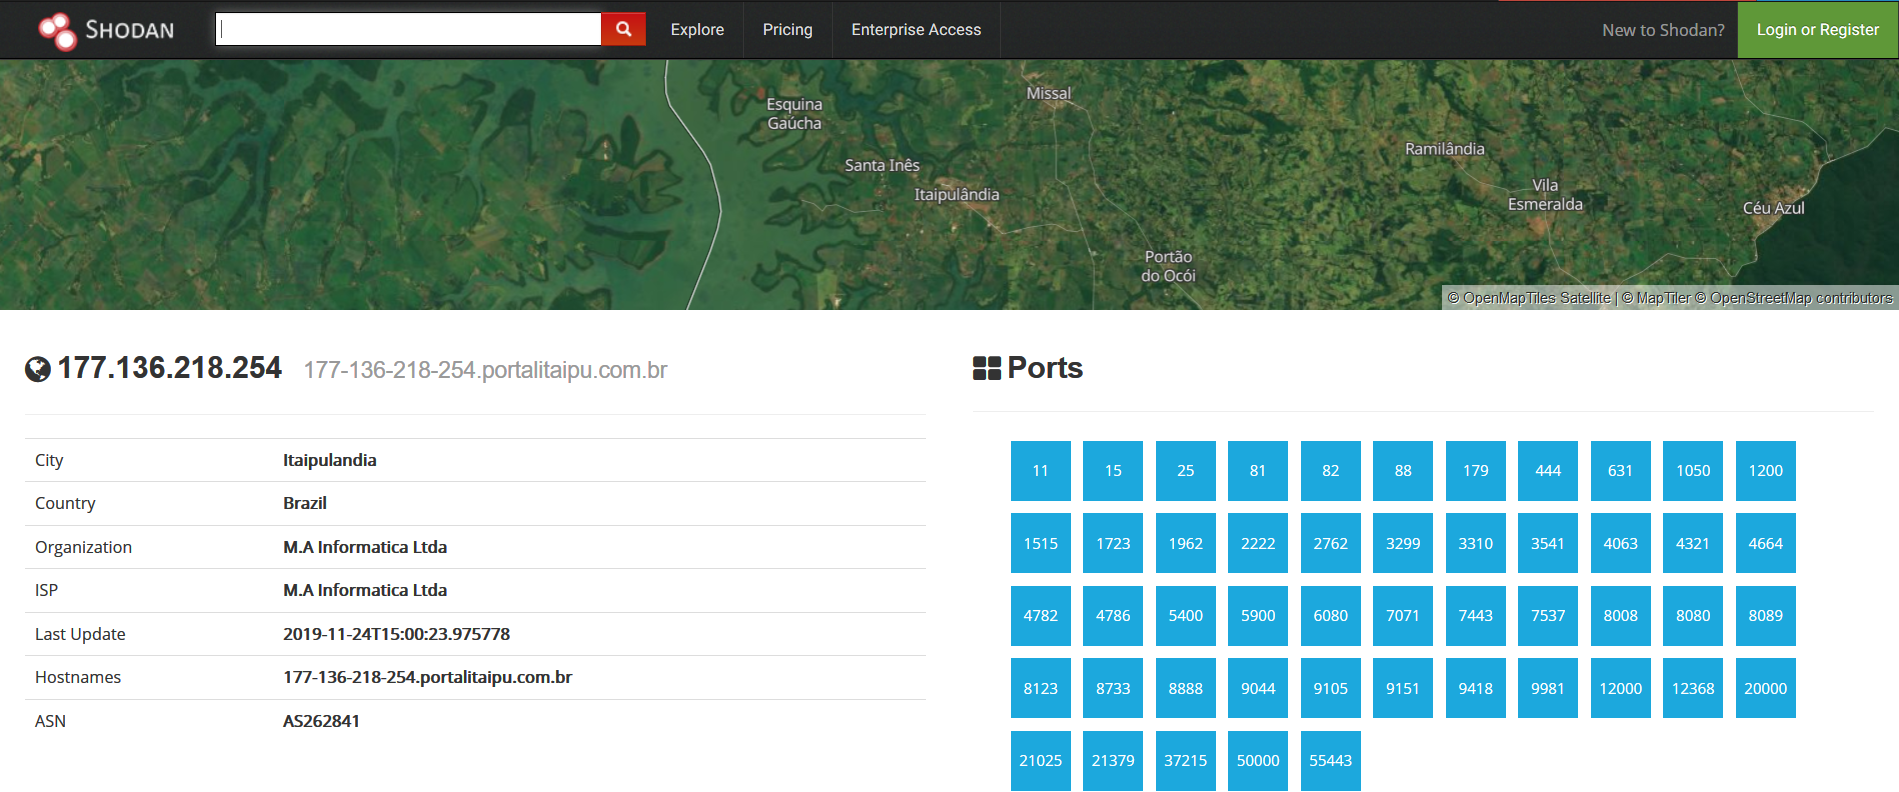 SHODAN
Explore
Pricing
Enterprise Access
New to Shodan?
Login or Register
Esquina
Gaúcha
Missal
Santa Inês
Itaipulândia
Ramilândia
Vila
Esmeralda
Céu Azul
Portão
do Ocói
© OpenMapTiles Satellite | © MapTiler © OpenStreetMap contributors
177.136.218.254 177-136-218-254.portalitaipu.com.br
City Itaipulandia
Country Brazil
Organization M.A Informatica Ltda
ISP M.A Informatica Ltda
Last Update 2019-11-24T15:00:23.975778
Hostnames 177-136-218-254.portalitaipu.com.br
ASN AS262841
Ports
11 15 25 81 82 88 179 444 631 1050 1200
1515 1723 1962 2222 2762 3299 3310 3541 4063 4321 4664
4782 4786 5400 5900 6080 7071 7443 7537 8008 8080 8089
8123 8733 8888 9044 9105 9151 9418 9981 12000 12368 20000
21025 21379 37215 50000 55443